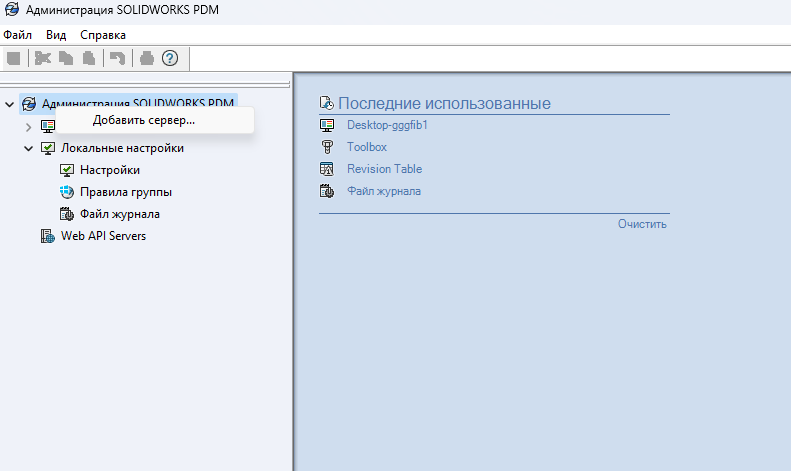 Администрация SOLIDWORKS PDM
Файл Вид Справка
Администрация SOLIDWORKS PDM
Добавить сервер...
Локальные настройки
Настройки
Правила группы
Файл журнала
Web API Servers
Последние использованные
Desktop-gggfib1
Toolbox
Revision Table
Файл журнала
Очистить